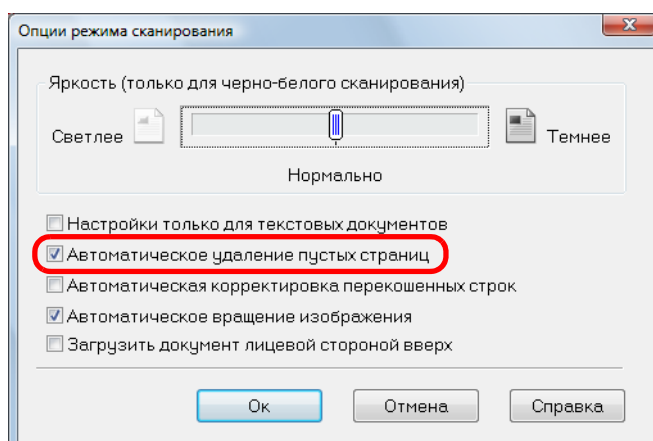 Опции режима сканирования
Яркость (только для черно-белого сканирования)
Светлее Темнее
Нормально
Настройки только для текстовых документов
Автоматическое удаление пустых страниц
Автоматическая корректировка перекошенных строк
Автоматическое вращение изображения
Загрузить документ лицевой стороной вверх
Ок Отмена Справка